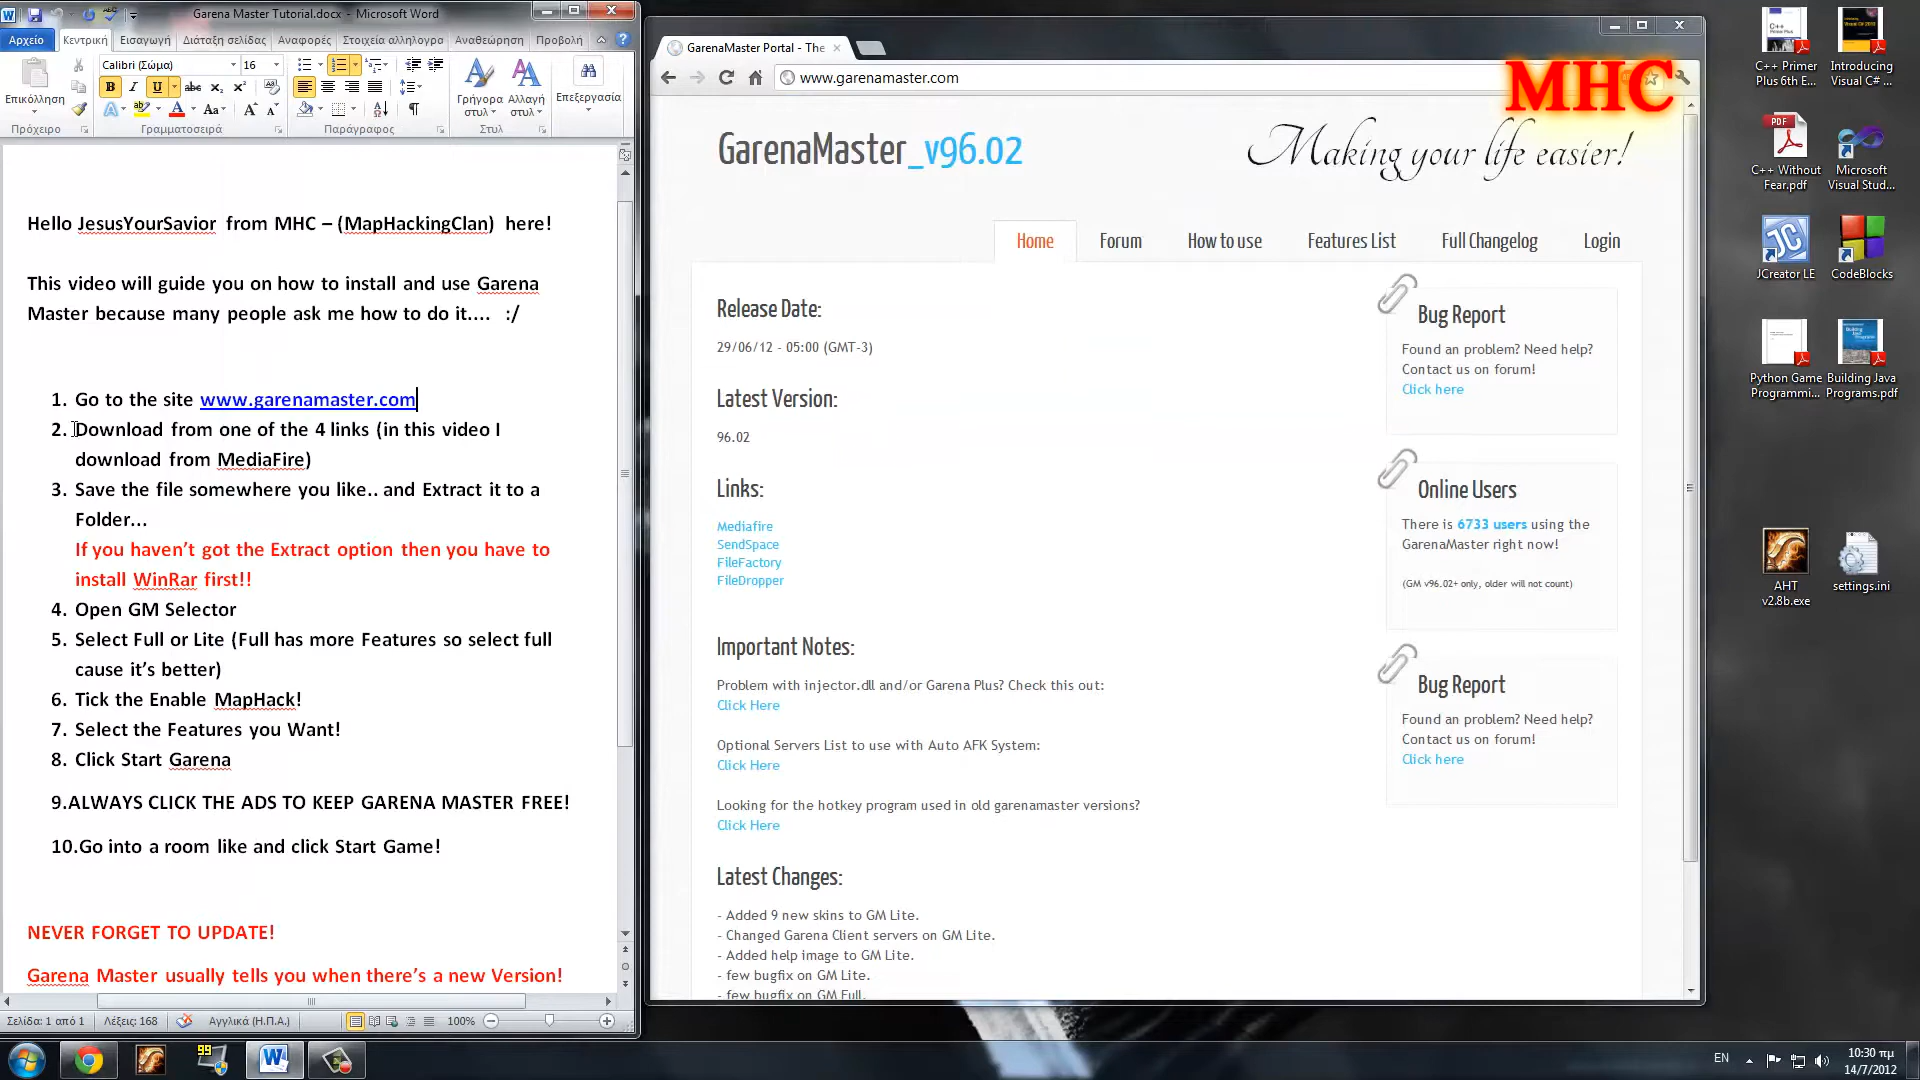 Garena Master Tutorial.docx - Microsoft Word
Αρχείο Κεντρική Εισαγωγή Διάταξη σελίδας Αναφορές Στοιχεία αλληλογρα Αναθεώρηση Προβολή
Επικόλληση
Calibri (Σώμα) 16
Γρήγορα στυλ
Αλλαγή στυλ
Επεξεργασία
Πρόχειρο Γραμματοσειρά Παράγραφος Στυλ
Hello JesusYourSavior from MHC – (MapHackingClan) here!
This video will guide you on how to install and use Garena
Master because many people ask me how to do it.... :/
1. Go to the site www.garenamaster.com
2. Download from one of the 4 links (in this video I
download from MediaFire)
3. Save the file somewhere you like.. and Extract it to a
Folder...
If you haven’t got the Extract option then you have to
install WinRar first!!
4. Open GM Selector
5. Select Full or Lite (Full has more Features so select full
cause it’s better)
6. Tick the Enable MapHack!
7. Select the Features you Want!
8. Click Start Garena
9.ALWAYS CLICK THE ADS TO KEEP GARENA MASTER FREE!
10.Go into a room like and click Start Game!
NEVER FORGET TO UPDATE!
Garena Master usually tells you when there’s a new Version!
Σελίδα: 1 από 1 Λέξεις: 168 Αγγλικά (Η.Π.Α.) 100%
GarenaMaster Portal - The
www.garenamaster.com
MHC
GarenaMaster_v96.02
Making your life easier!
Home Forum How to use Features List Full Changelog Login
Release Date:
29/06/12 - 05:00 (GMT-3)
Latest Version:
96.02
Links:
Mediafire
SendSpace
FileFactory
FileDropper
Important Notes:
Problem with injector.dll and/or Garena Plus? Check this out:
Click Here
Optional Servers List to use with Auto AFK System:
Click Here
Looking for the hotkey program used in old garenamaster versions?
Click Here
Latest Changes:
- Added 9 new skins to GM Lite.
- Changed Garena Client servers on GM Lite.
- Added help image to GM Lite.
- few bugfix on GM Lite.
- few bugfix on GM Full.
Bug Report
Found an problem? Need help?
Contact us on forum!
Click here
Online Users
There is 6733 users using the
GarenaMaster right now!
(GM v96.02+ only, older will not count)
Bug Report
Found an problem? Need help?
Contact us on forum!
Click here
C++ Primer Plus 6th E...
Introducing Visual C# ...
PDF
C++ Without Fear.pdf
Microsoft Visual Stud...
JCreator LE
CodeBlocks
Python Game Programmi...
Building Java Programs.pdf
AHT v2.8b.exe
settings.ini
99
EN
10:30 πμ
14/7/2012